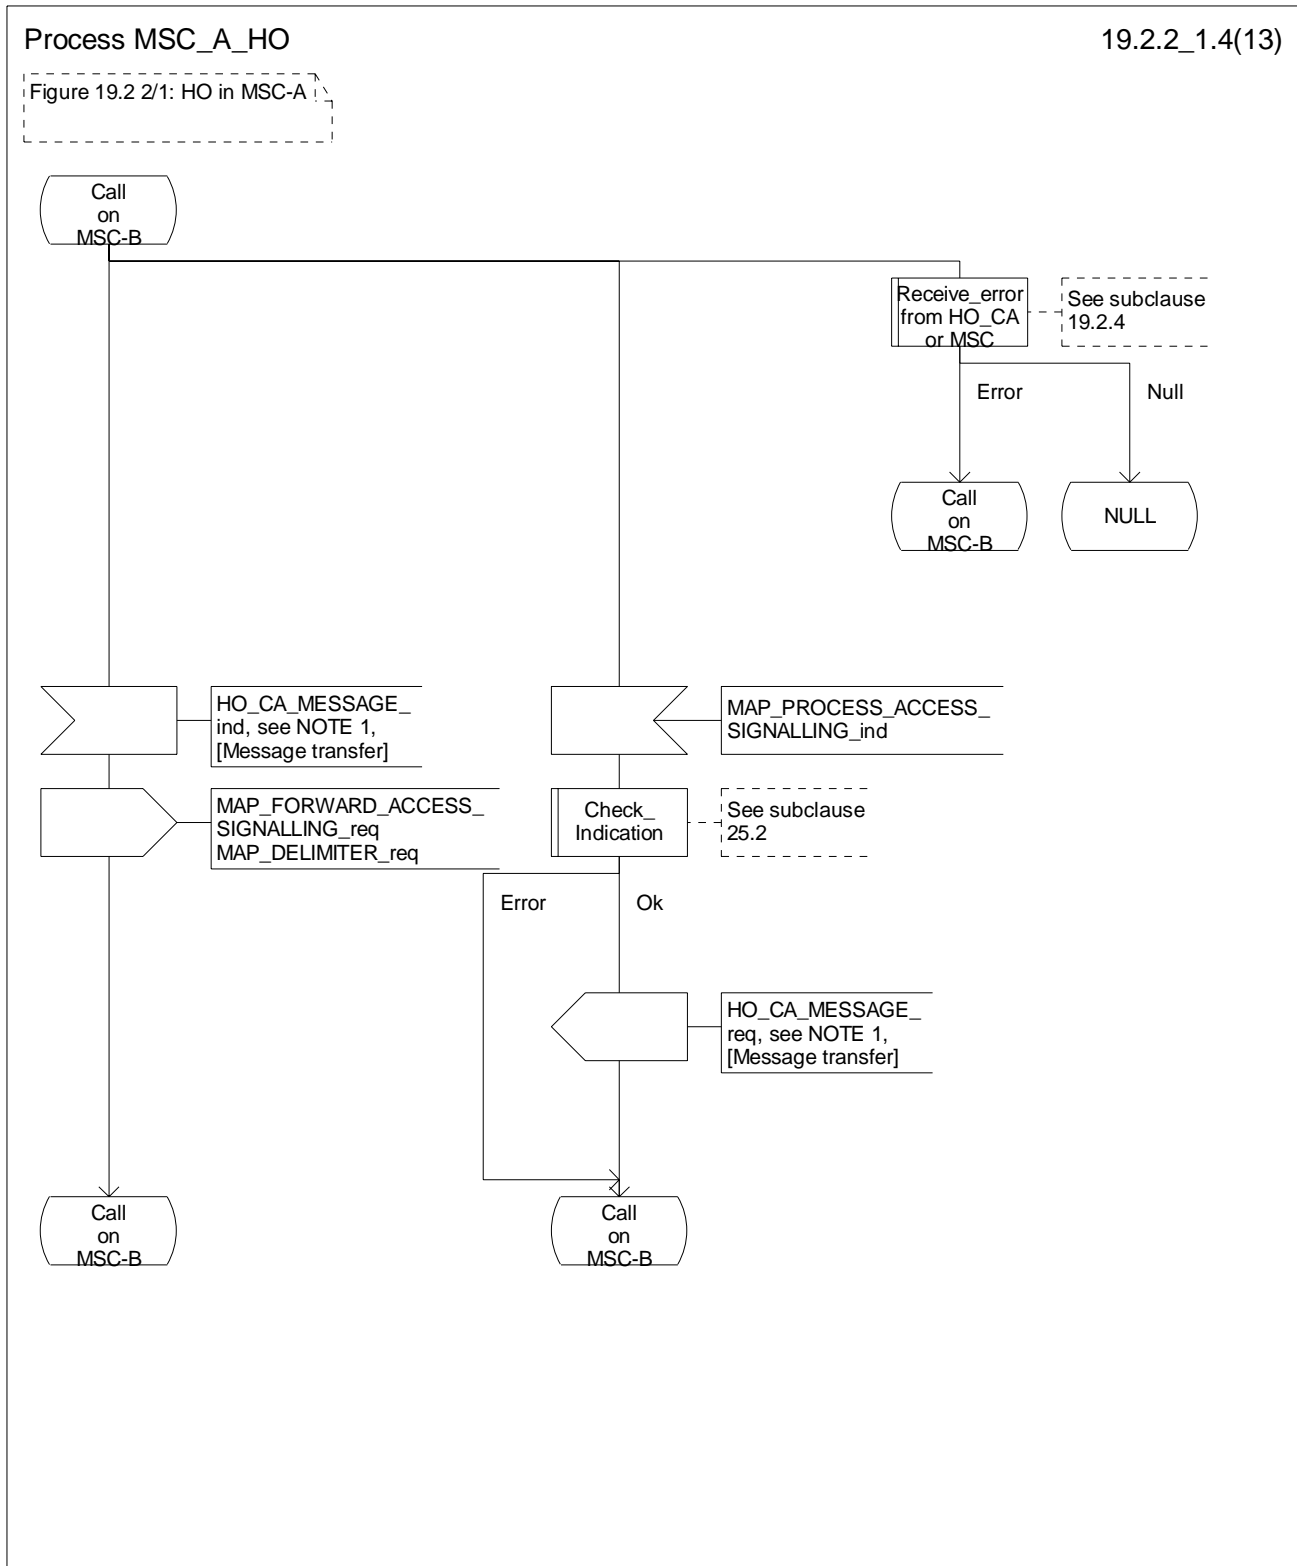 Process MSC_A_HO
19.2.2_1.4(13)
Figure 19.2 2/1: HO in MSC-A
Call
on
MSC-B
Receive_error
from HO_CA
or MSC
See subclause
19.2.4
Error
Null
Call
on
MSC-B
NULL
HO_CA_MESSAGE_
ind, see NOTE 1,
[Message transfer]
MAP_PROCESS_ACCESS_
SIGNALLING_ind
MAP_FORWARD_ACCESS_
SIGNALLING_req
MAP_DELIMITER_req
Check_
Indication
See subclause
25.2
Error
Ok
HO_CA_MESSAGE_
req, see NOTE 1,
[Message transfer]
Call
on
MSC-B
Call
on
MSC-B